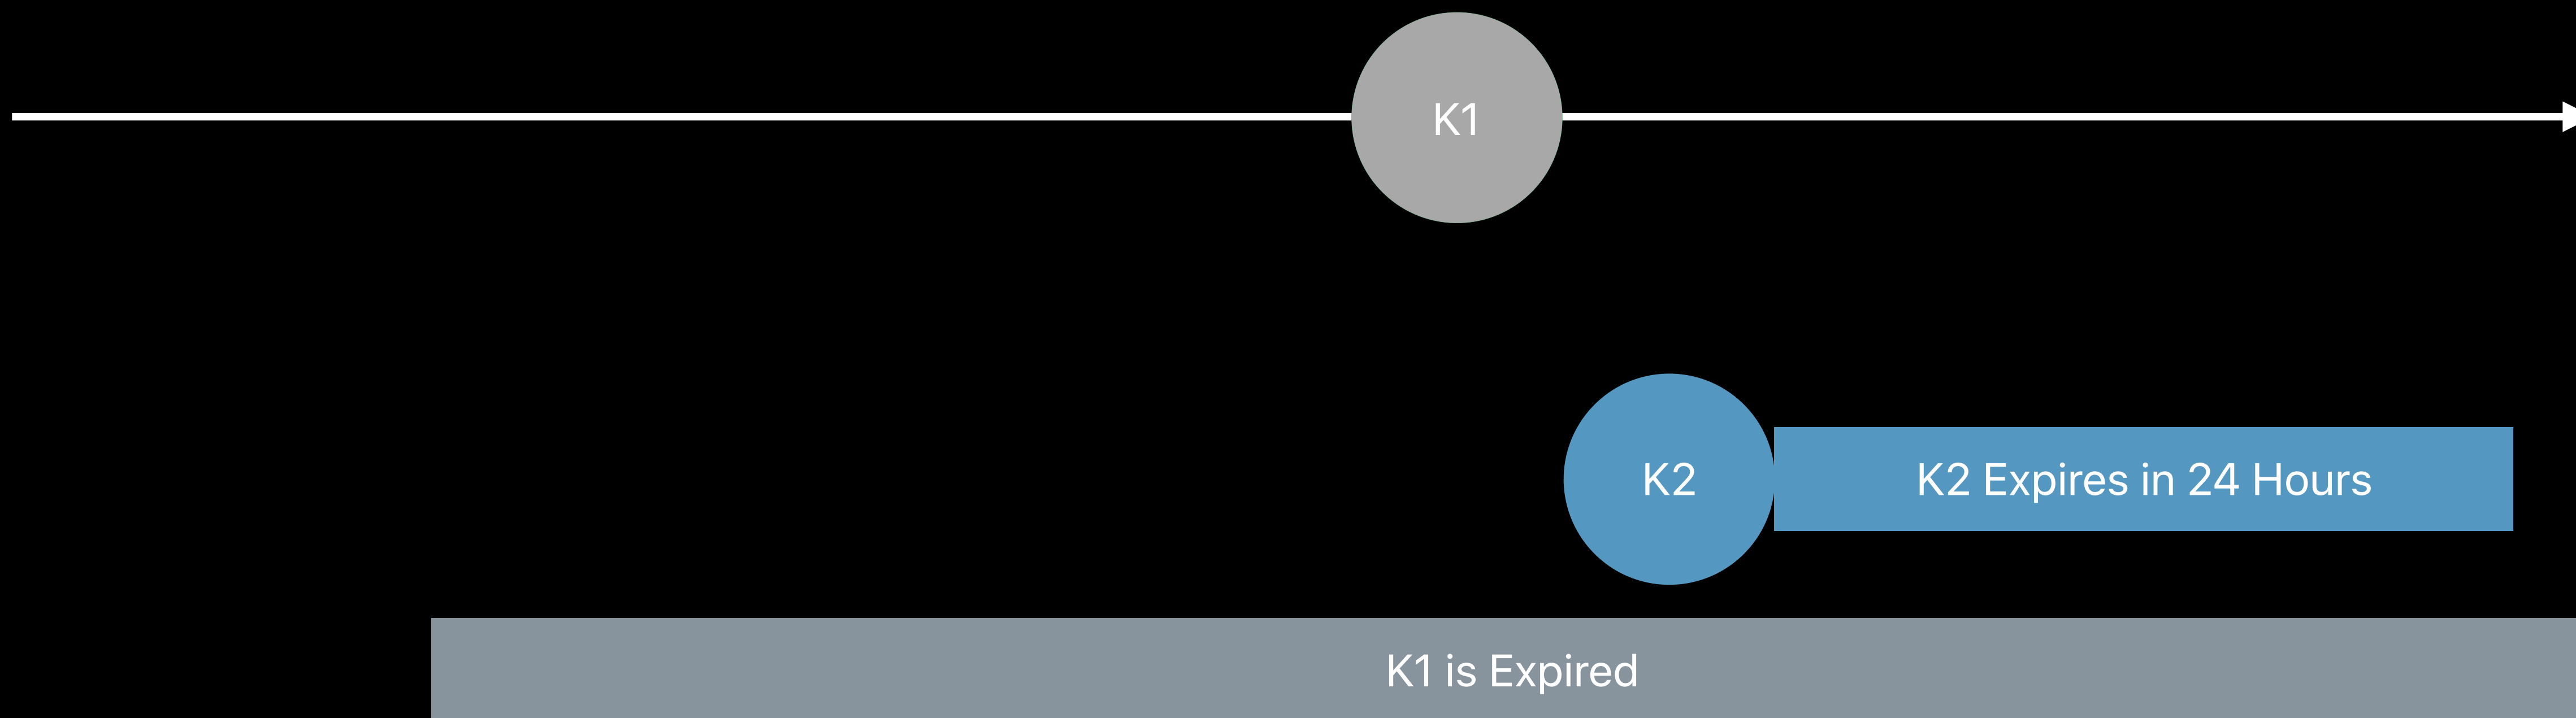 K1
K2
K2 Expires in 24 Hours
K1 is Expired